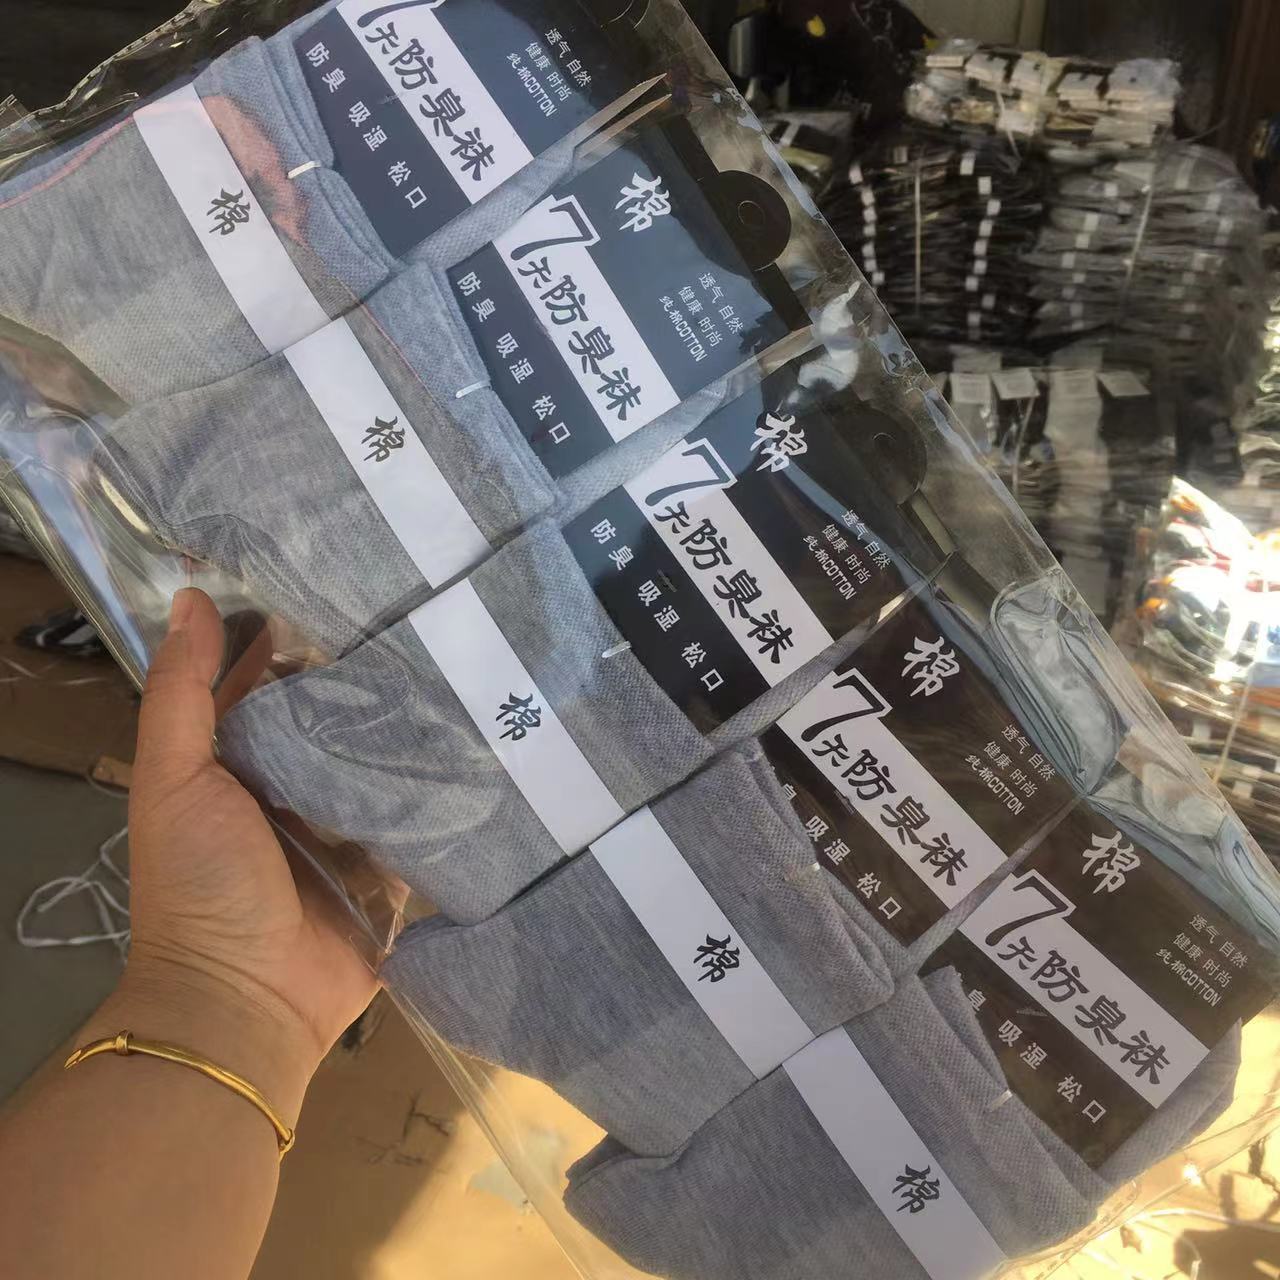 7天防臭袜
防臭 吸湿 松口
透气 自然
健康 时尚
纯棉COTTON
棉
棉
7天防臭袜
防臭 吸湿 松口
透气 自然
健康 时尚
纯棉COTTON
棉
棉
7天防臭袜
防臭 吸湿 松口
透气 自然
健康 时尚
纯棉COTTON
棉
棉
7天防臭袜
臭 吸湿 松口
透气 自然
健康 时尚
纯棉COTTON
棉
棉
7天防臭袜
臭 吸湿 松口
透气 自然
健康 时尚
纯棉COTTON
棉